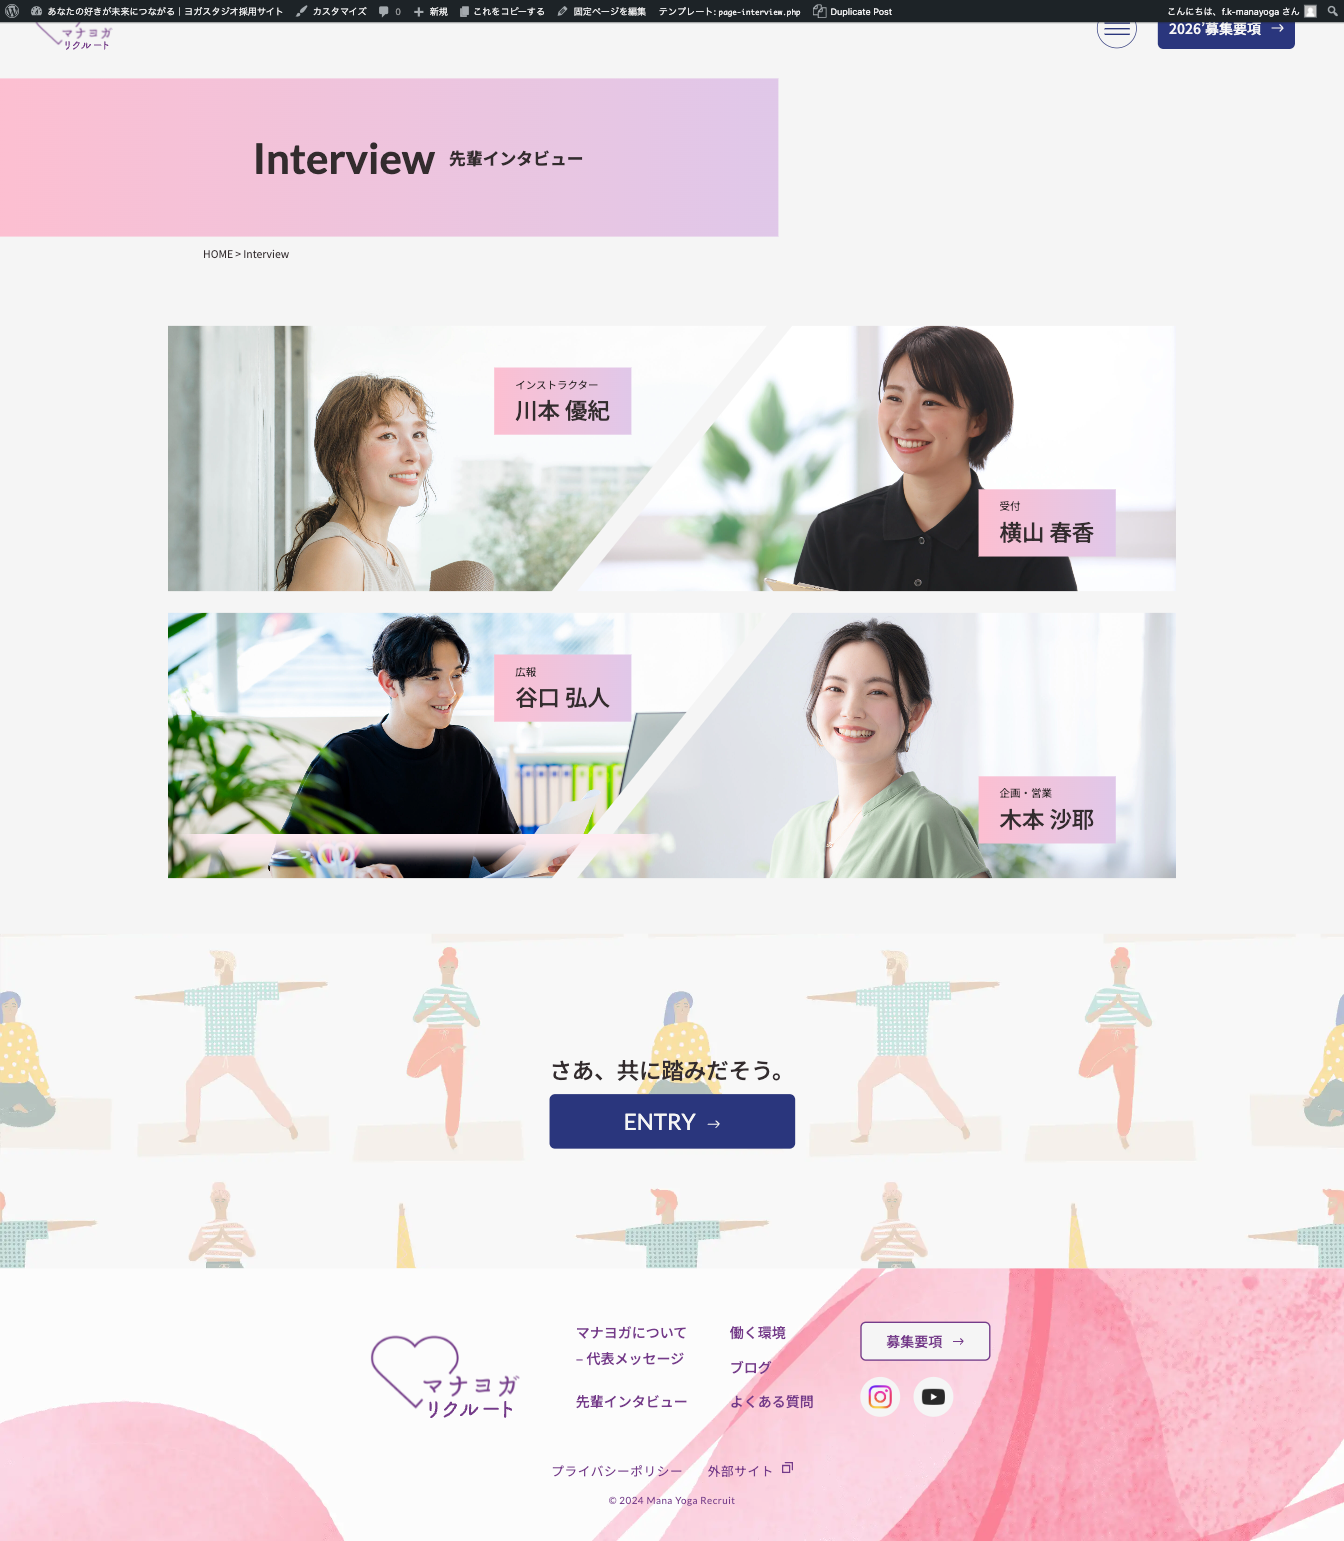 あなたの好きが未来につながる｜ヨガスタジオ採用サイト カスタマイズ 0 新規 これをコピーする 固定ページを編集 テンプレート: page-interview.php Duplicate Post こんにちは、f.k-manayoga さん
マナヨガ
リクルート
2026'募集要項 →
Interview 先輩インタビュー
HOME > Interview
インストラクター
川本 優紀
受付
横山 春香
広報
谷口 弘人
企画・営業
木本 沙耶
さあ、共に踏みだそう。
ENTRY →
マナヨガ
リクルート
マナヨガについて
– 代表メッセージ
先輩インタビュー
働く環境
ブログ
よくある質問
募集要項 →
プライバシーポリシー 外部サイト
© 2024 Mana Yoga Recruit